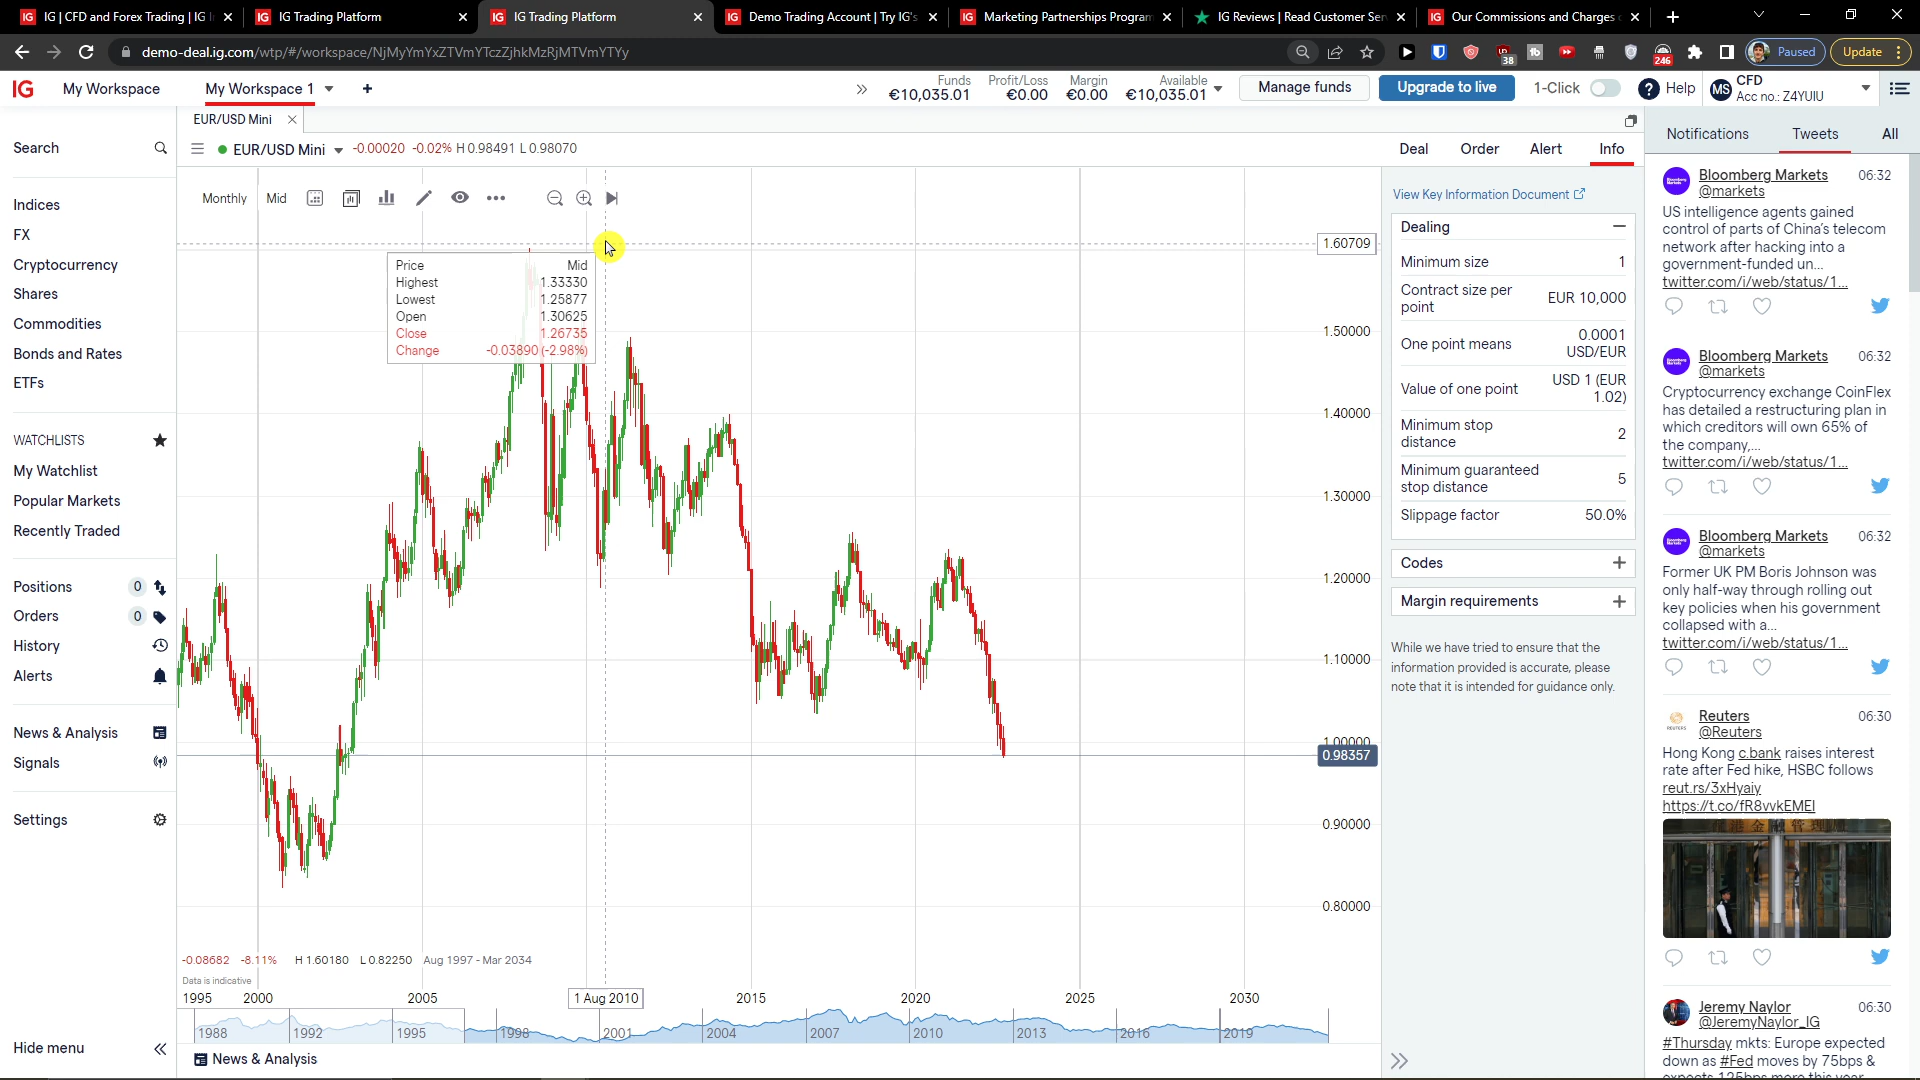 IG | CFD and Forex Trading | IG I
IG Trading Platform
IG Trading Platform
Demo Trading Account | Try IG's
Marketing Partnerships Program
IG Reviews | Read Customer Ser
Our Commissions and Charges
demo-deal.ig.com/wtp/#/workspace/NjMyYmYxZTVmYTczZjhkMzRjMTVmYTYy
38
246
Paused
Update
IG
My Workspace
My Workspace 1
Funds
€10,035.01
Profit/Loss
€0.00
Margin
€0.00
Available
€10,035.01
Manage funds
Upgrade to live
1-Click
Help
MS
CFD
Acc no.: Z4YUIU
Search
Indices
FX
Cryptocurrency
Shares
Commodities
Bonds and Rates
ETFs
WATCHLISTS
My Watchlist
Popular Markets
Recently Traded
Positions 0
Orders 0
History
Alerts
News & Analysis
Signals
Settings
Hide menu
EUR/USD Mini
EUR/USD Mini -0.00020 -0.02% H 0.98491 L 0.98070
Deal Order Alert Info
Monthly Mid
Price Mid
Highest 1.33330
Lowest 1.25877
Open 1.30625
Close 1.26735
Change -0.03890 (-2.98%)
1.60709
1.50000
1.40000
1.30000
1.20000
1.10000
1.00000
0.98357
0.90000
0.80000
-0.08682 -8.11% H 1.60180 L 0.82250 Aug 1997 - Mar 2034
Data is indicative
1995 2000 2005 1 Aug 2010 2015 2020 2025 2030
1988 1992 1995 1998 2001 2004 2007 2010 2013 2016 2019
News & Analysis
View Key Information Document
Dealing
Minimum size 1
Contract size per
point
EUR 10,000
One point means
0.0001
USD/EUR
Value of one point
USD 1 (EUR
1.02)
Minimum stop
distance
2
Minimum guaranteed
stop distance
5
Slippage factor 50.0%
Codes
Margin requirements
While we have tried to ensure that the
information provided is accurate, please
note that it is intended for guidance only.
Notifications Tweets All
Bloomberg Markets 06:32
@markets
US intelligence agents gained
control of parts of China's telecom
network after hacking into a
government-funded un...
twitter.com/i/web/status/1...
Bloomberg Markets 06:32
@markets
Cryptocurrency exchange CoinFlex
has detailed a restructuring plan in
which creditors will own 65% of
the company,...
twitter.com/i/web/status/1...
Bloomberg Markets 06:32
@markets
Former UK PM Boris Johnson was
only half-way through rolling out
key policies when his government
collapsed with a...
twitter.com/i/web/status/1...
Reuters 06:30
@Reuters
Hong Kong c.bank raises interest
rate after Fed hike, HSBC follows
reut.rs/3xHyaiy
https://t.co/fR8vvkEMEI
Jeremy Naylor 06:30
@JeremyNaylor_IG
#Thursday mkts: Europe expected
down as #Fed moves by 75bps &
expects 125bps more this year